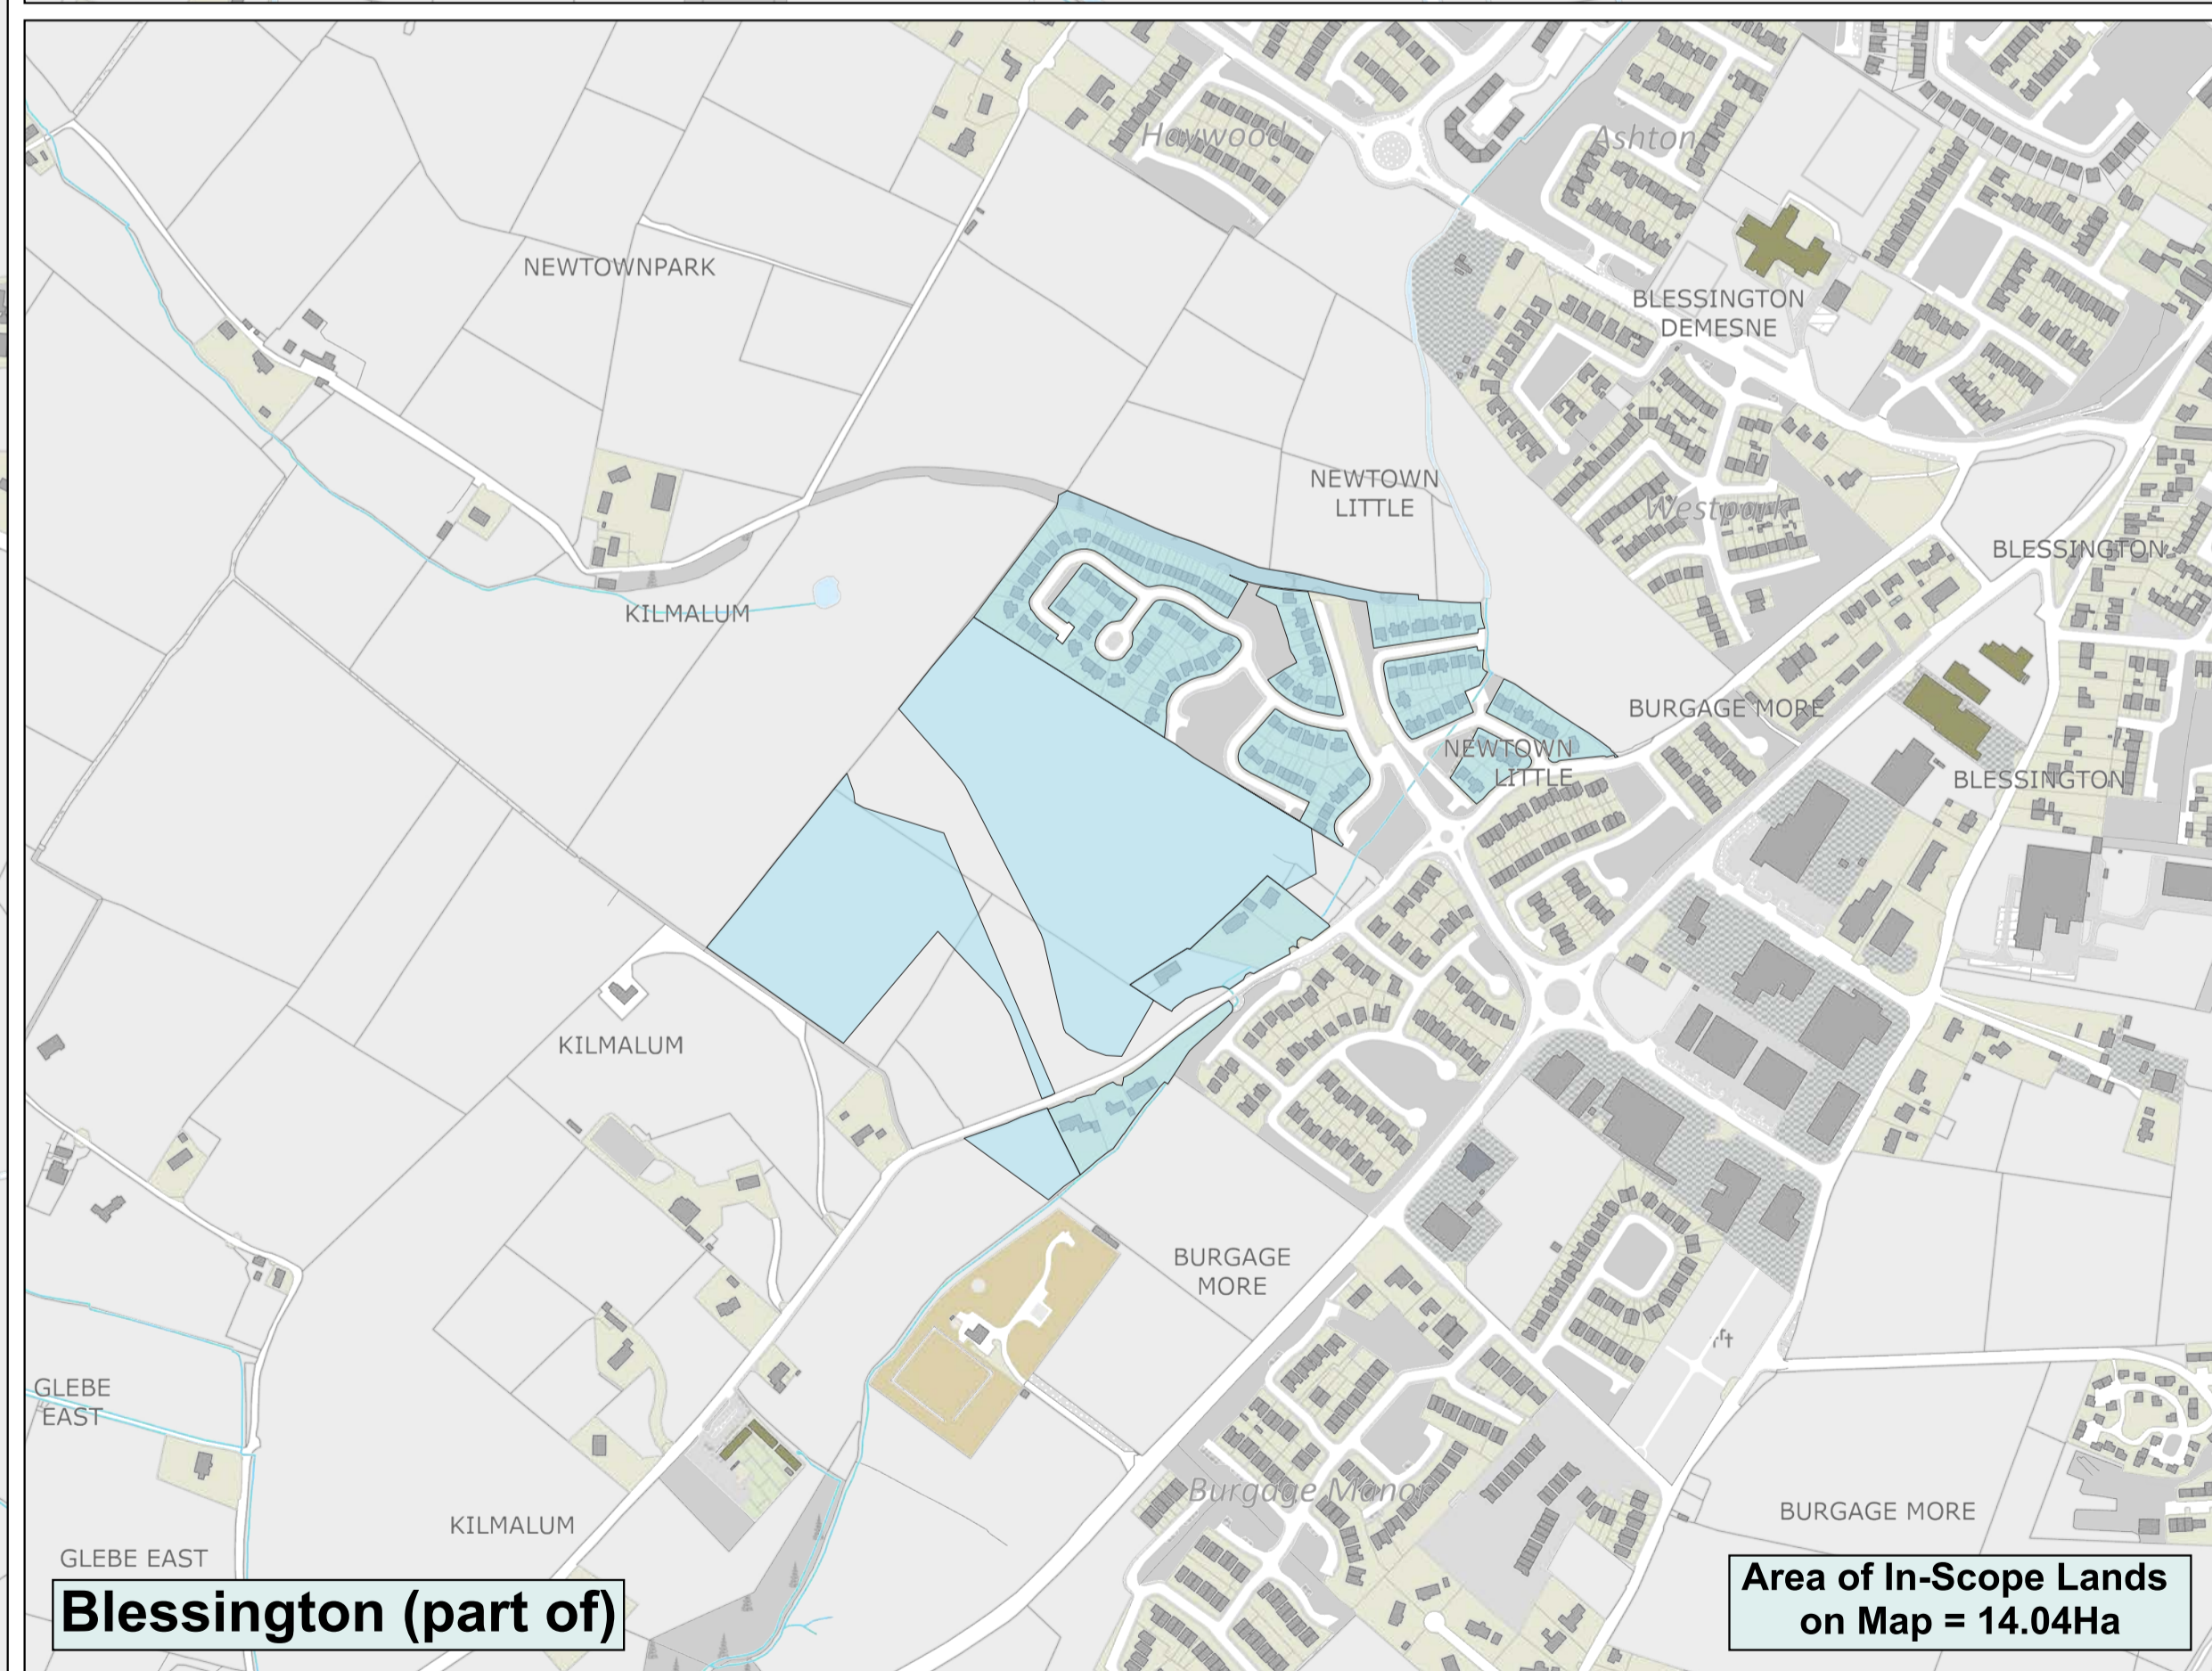 Haywood
Ashton
NEWTOWNPARK
BLESSINGTON
DEMESNE
NEWTOWN
LITTLE
Westpark
BLESSINGTON
KILMALUM
BURGAGE MORE
NEWTOWN
LITTLE
BLESSINGTON
KILMALUM
BURGAGE
MORE
GLEBE
EAST
Burgage Manor
BURGAGE MORE
KILMALUM
GLEBE EAST
Blessington (part of)
Area of In-Scope Lands
on Map = 14.04Ha